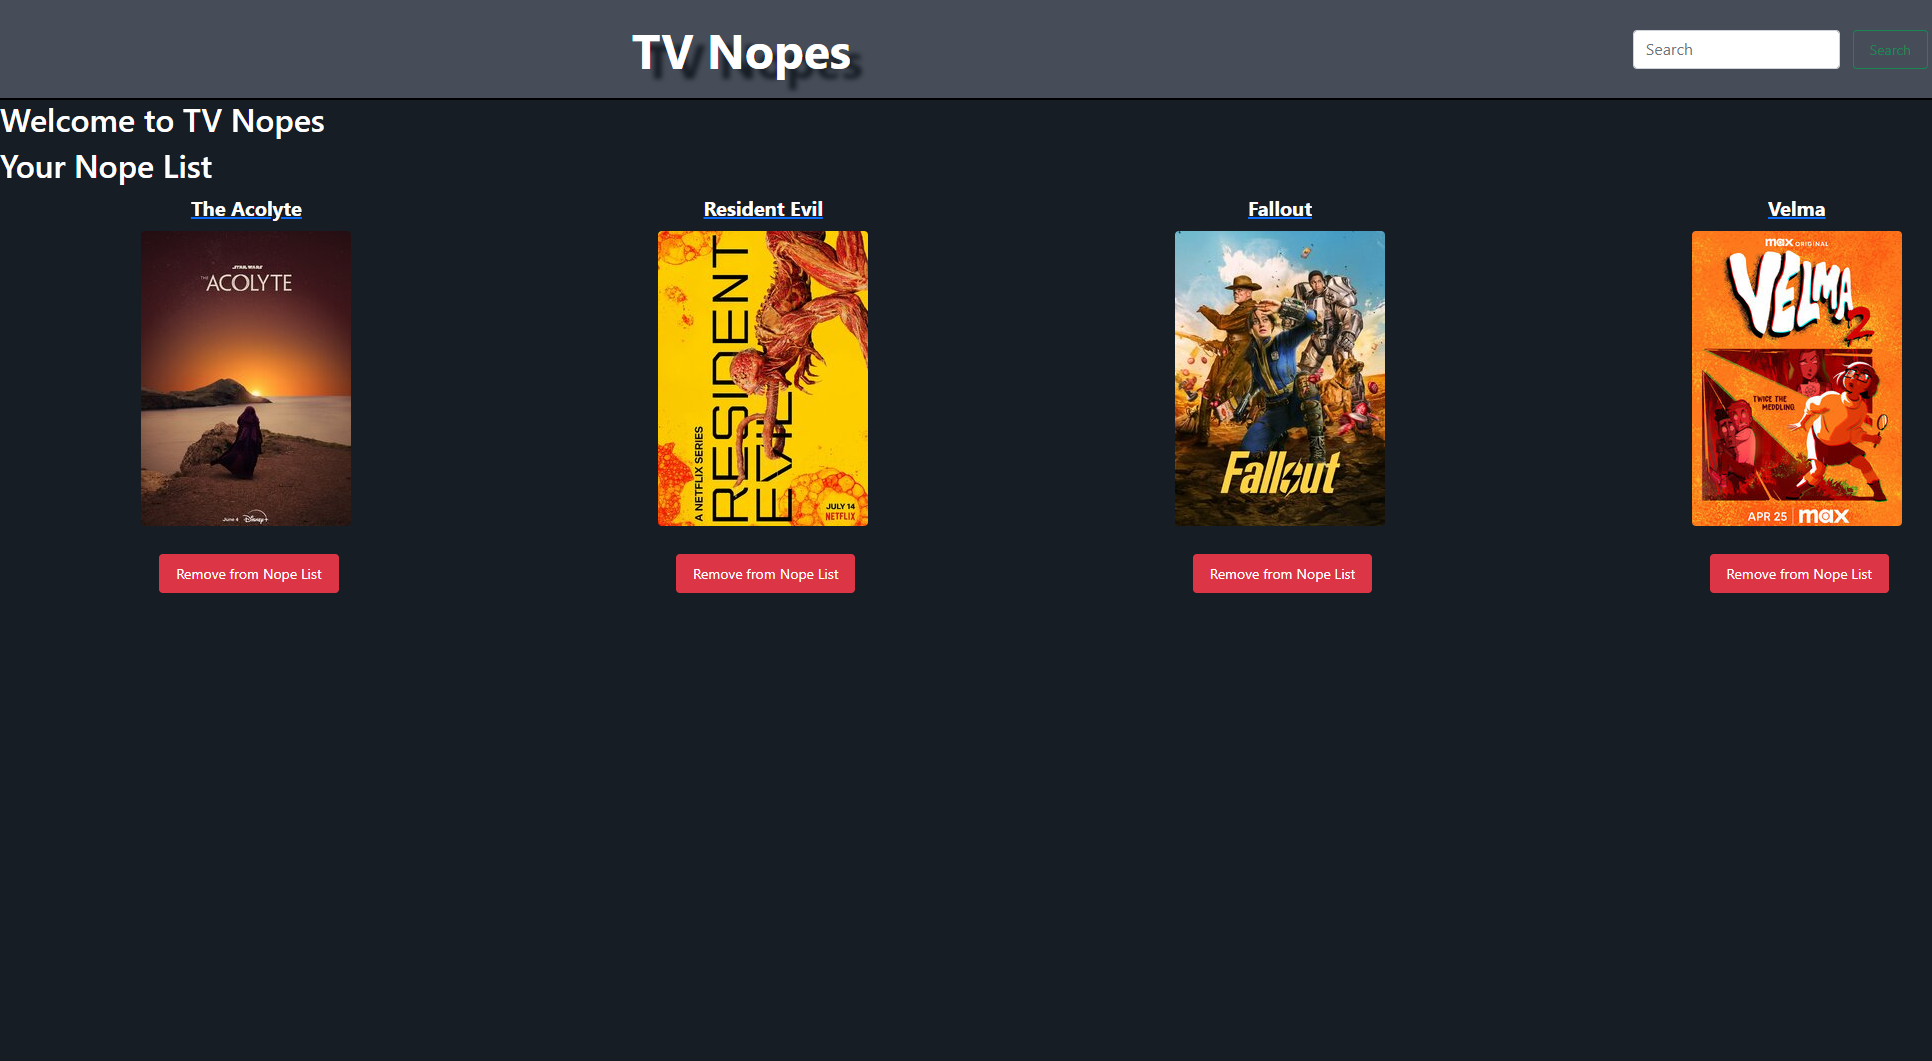 TV Nopes
Search
Search
Welcome to TV Nopes
Your Nope List
The Acolyte
Resident Evil
Fallout
Velma
STAR WARS
THE ACOLYTE
June 4 Disney+
A NETFLIX SERIES
RESIDENT
EVIL
JULY 14
NETFLIX
Fallout
max ORIGINAL
VELMA
2
TWICE THE
MEDDLING.
APR 25 | max
Remove from Nope List
Remove from Nope List
Remove from Nope List
Remove from Nope List